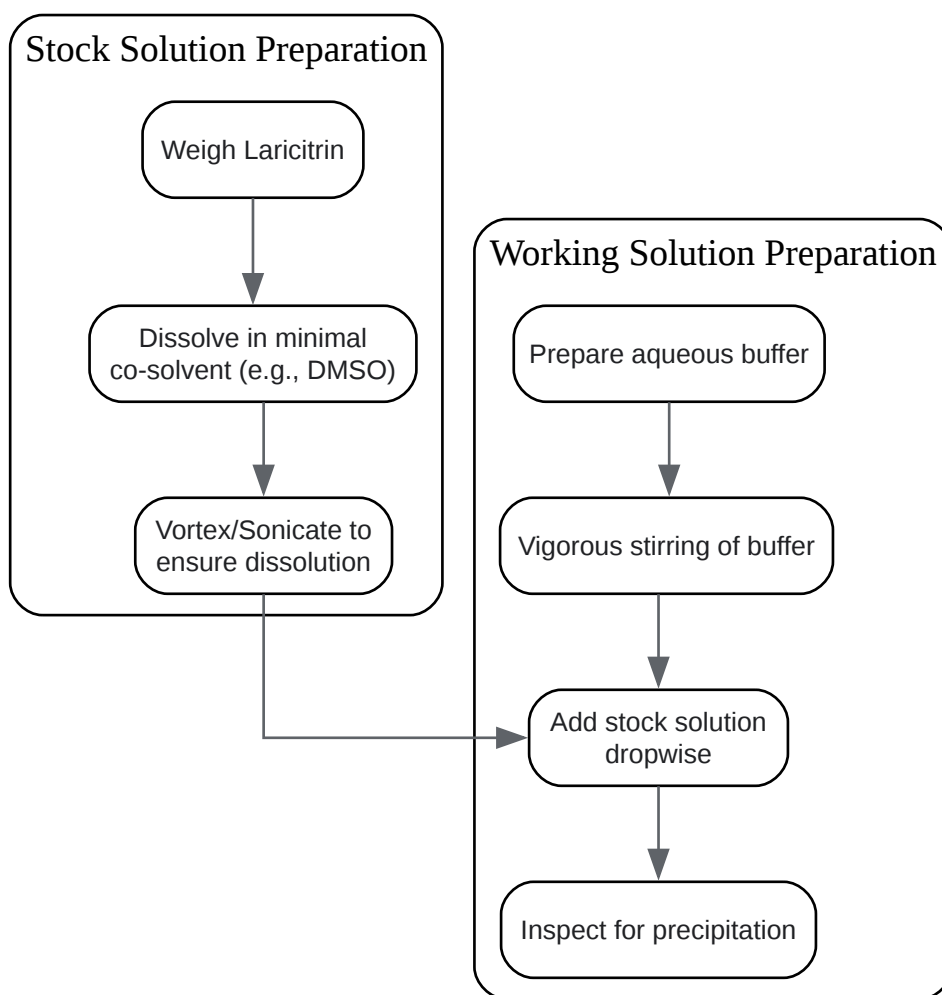 Stock Solution Preparation
Weigh Laricitrin
Dissolve in minimal
co-solvent (e.g., DMSO)
Vortex/Sonicate to
ensure dissolution
Working Solution Preparation
Prepare aqueous buffer
Vigorous stirring of buffer
Add stock solution
dropwise
Inspect for precipitation